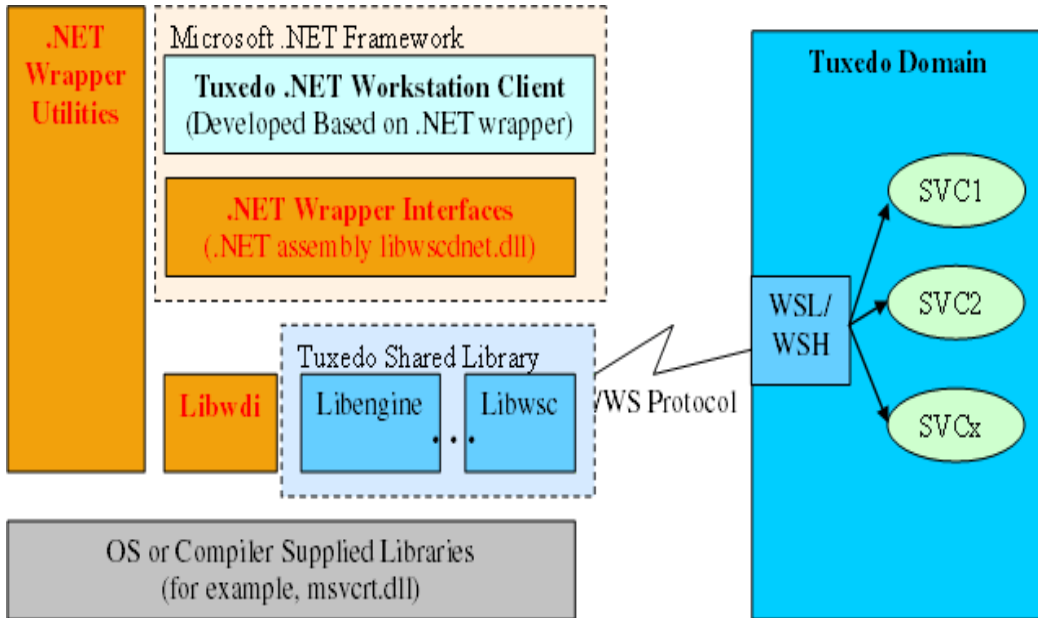 .NET
Wrapper
Utilities
Microsoft .NET Framework
Tuxedo .NET Workstation Client
(Developed Based on .NET wrapper)
.NET Wrapper Interfaces
(.NET assembly libwscdnet.dll)
Tuxedo Shared Library
Libwdi
Libengine
. . .
Libwsc
/WS Protocol
OS or Compiler Supplied Libraries
(for example, msvcrt.dll)
Tuxedo Domain
WSL/
WSH
SVC1
SVC2
SVCx